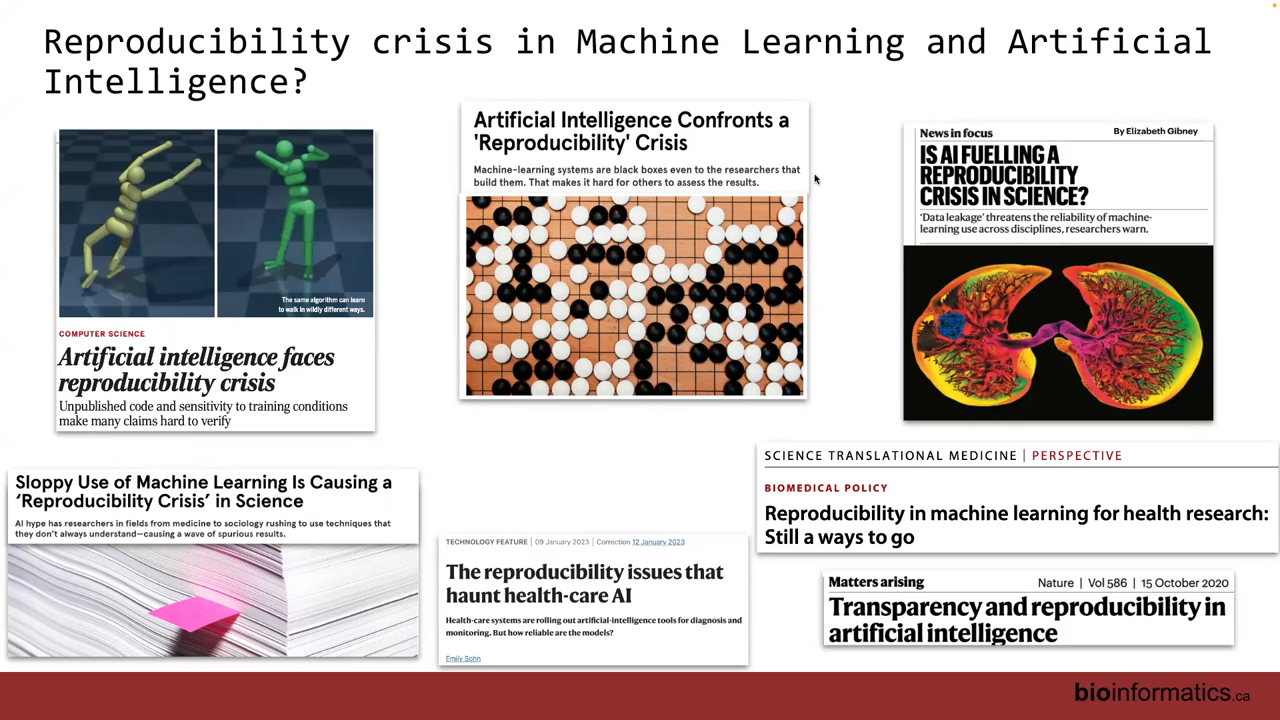 Reproducibility crisis in Machine Learning and Artificial
Intelligence?
The same algorithm can learn
to walk in wildly different ways.
COMPUTER SCIENCE
Artificial intelligence faces
reproducibility crisis
Unpublished code and sensitivity to training conditions
make many claims hard to verify
Artificial Intelligence Confronts a
'Reproducibility' Crisis
Machine-learning systems are black boxes even to the researchers that
build them. That makes it hard for others to assess the results.
News in focus
By Elizabeth Gibney
IS AI FUELLING A
REPRODUCIBILITY
CRISIS IN SCIENCE?
‘Data leakage’ threatens the reliability of machine-
learning use across disciplines, researchers warn.
Sloppy Use of Machine Learning Is Causing a
‘Reproducibility Crisis’ in Science
AI hype has researchers in fields from medicine to sociology rushing to use techniques that
they don't always understand—causing a wave of spurious results.
TECHNOLOGY FEATURE | 09 January 2023 | Correction 12 January 2023
The reproducibility issues that
haunt health-care AI
Health-care systems are rolling out artificial-intelligence tools for diagnosis and
monitoring. But how reliable are the models?
Emily Sohn
SCIENCE TRANSLATIONAL MEDICINE | PERSPECTIVE
BIOMEDICAL POLICY
Reproducibility in machine learning for health research:
Still a ways to go
Matters arising
Nature | Vol 586 | 15 October 2020
Transparency and reproducibility in
artificial intelligence
bioinformatics.ca